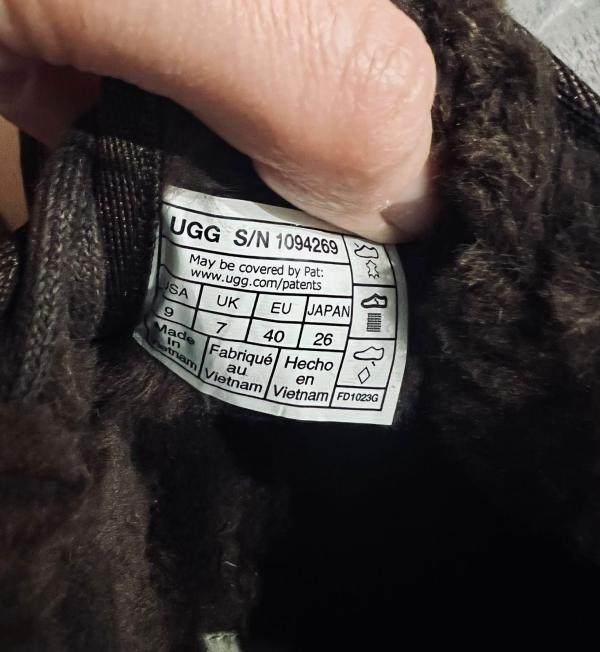 UGG S/N 1094269
May be covered by Pat:
www.ugg.com/patents
USA UK EU JAPAN
9 7 40 26
Made in Vietnam
Fabriqué au Vietnam
Hecho en Vietnam
FD1023G